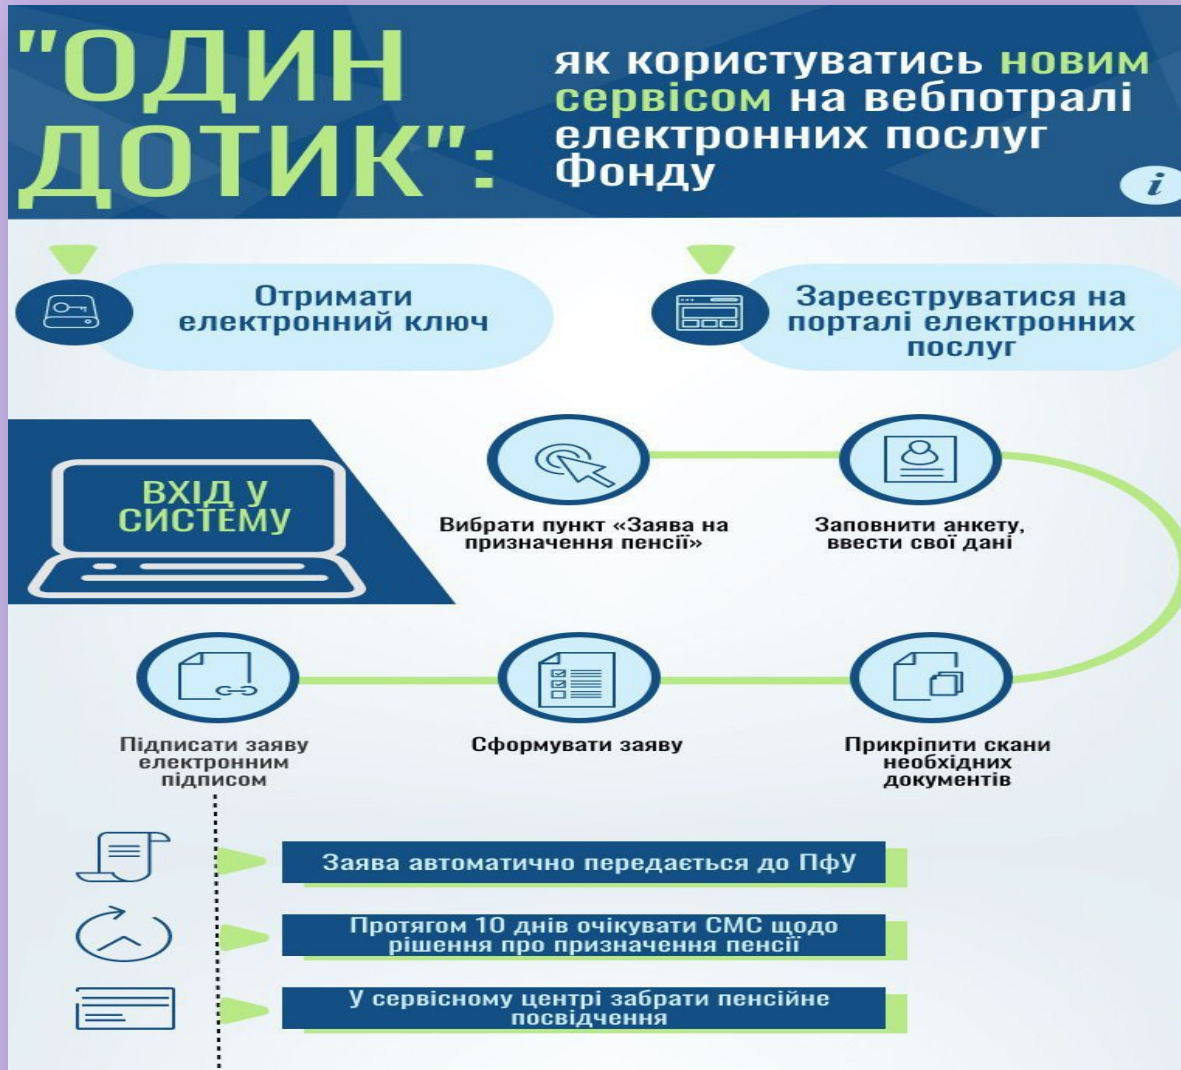 "ОДИН
ДОТИК":
як користуватись новим
сервісом на вебпотралі
електронних послуг
Фонду
i
Отримати
електронний ключ
Зареєструватися на
порталі електронних
послуг
ВХІД У
СИСТЕМУ
Вибрати пункт «Заява на
призначення пенсії»
Заповнити анкету,
ввести свої дані
Прикріпити скани
необхідних
документів
Сформувати заяву
Підписати заяву
електронним
підписом
Заява автоматично передається до ПфУ
Протягом 10 днів очікувати СМС щодо
рішення про призначення пенсії
У сервісному центрі забрати пенсійне
посвідчення